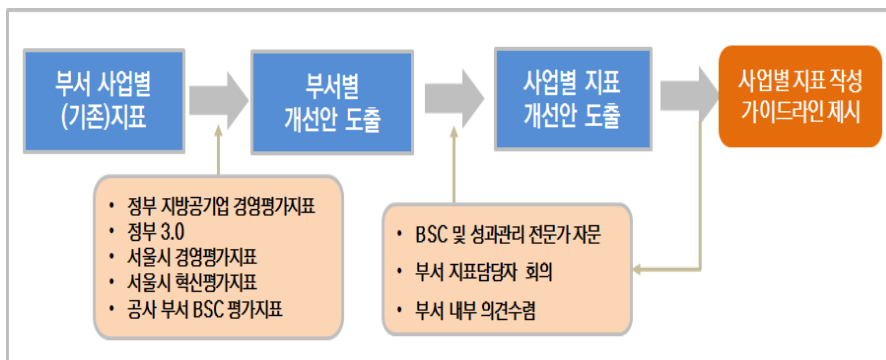 부서 사업별
(기존)지표
부서별
개선안 도출
사업별 지표
개선안 도출
사업별 지표 작성
가이드라인 제시
• 정부 지방공기업 경영평가지표
• 정부 3.0
• 서울시 경영평가지표
• 서울시 혁신평가지표
• 공사 부서 BSC 평가지표
• BSC 및 성과관리 전문가 자문
• 부서 지표담당자 회의
• 부서 내부 의견수렴